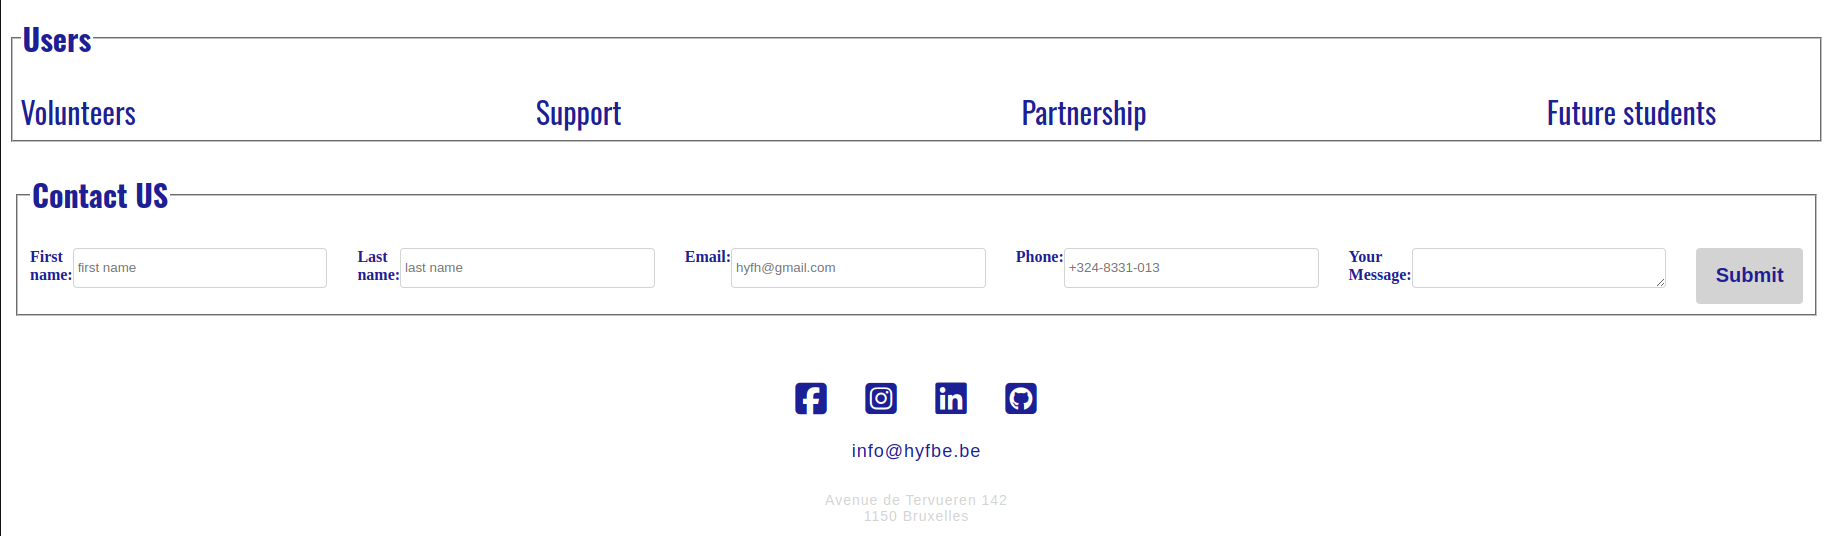 Users
Volunteers Support Partnership Future students
Contact US
First name: first name Last name: last name Email: hyfh@gmail.com Phone: +324-8331-013 Your Message: Submit
info@hyfbe.be
Avenue de Tervueren 142
1150 Bruxelles